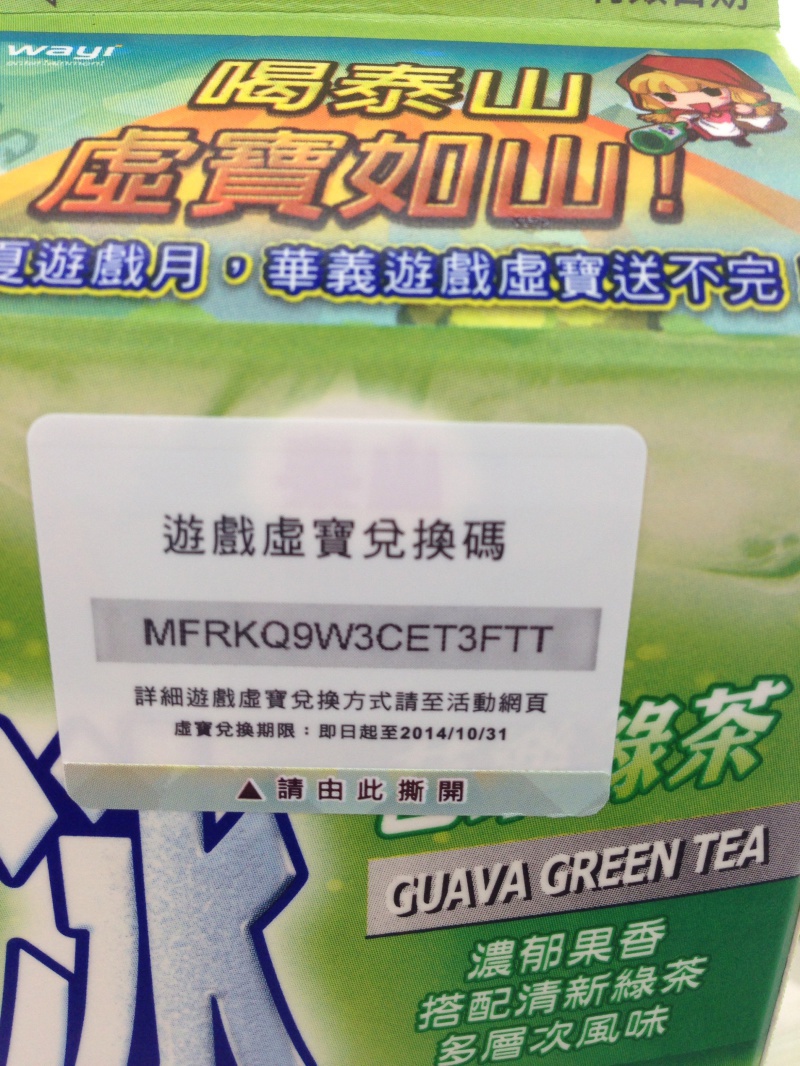 wayi
entertainment
喝泰山
虛寶如山!
夏遊戲月,華義遊戲虛寶送不完!
遊戲虛寶兌換碼
MFRKQ9W3CET3FTT
詳細遊戲虛寶兌換方式請至活動網頁
虛寶兌換期限:即日起至2014/10/31
▲請由此撕開
綠茶
冰
GUAVA GREEN TEA
濃郁果香
搭配清新綠茶
多層次風味